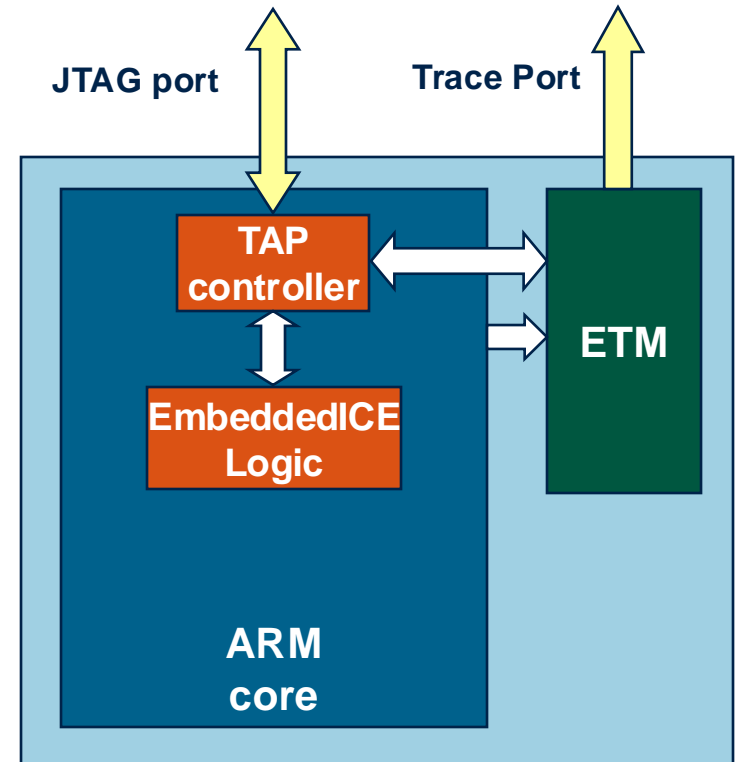 JTAG port
Trace Port
TAP
controller
ETM
EmbeddedICE
Logic
ARM
core